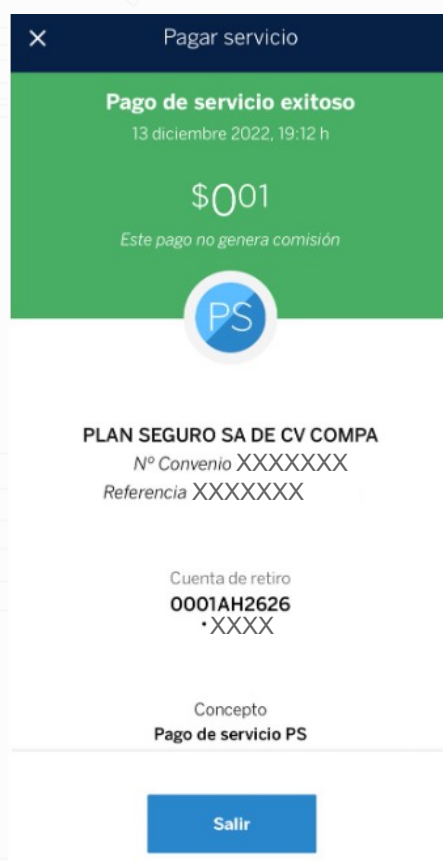 × Pagar servicio
Pago de servicio exitoso
13 diciembre 2022, 19:12 h
$001
Este pago no genera comisión
PS
PLAN SEGURO SA DE CV COMPA
Nº Convenio XXXXXXX
Referencia XXXXXXX
Cuenta de retiro
0001AH2626
•XXXX
Concepto
Pago de servicio PS
Salir